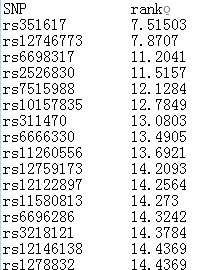 SNP rank
rs351617 7.51503
rs12746773 7.8707
rs6698317 11.2041
rs2526830 11.5157
rs7515988 12.1284
rs10157835 12.7849
rs311470 13.0803
rs6666330 13.4905
rs11260556 13.6921
rs12759173 14.2093
rs12122897 14.2564
rs11580813 14.273
rs6696286 14.3242
rs3218121 14.3784
rs12146138 14.4369
rs1278832 14.4369